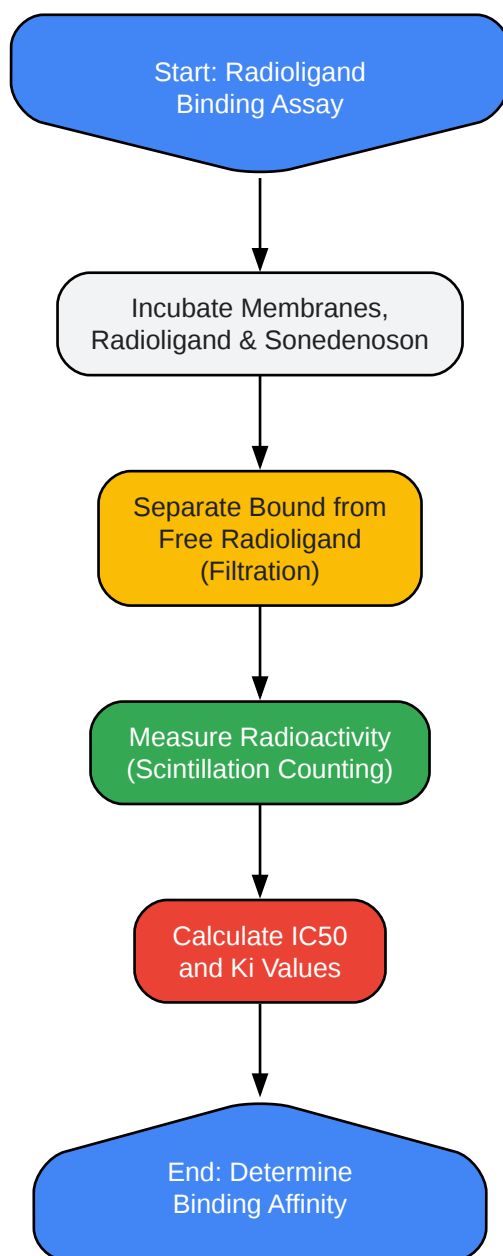 Start: Radioligand
Binding Assay
Incubate Membranes,
Radioligand & Sonedenoson
Separate Bound from
Free Radioligand
(Filtration)
Measure Radioactivity
(Scintillation Counting)
Calculate IC50
and Ki Values
End: Determine
Binding Affinity